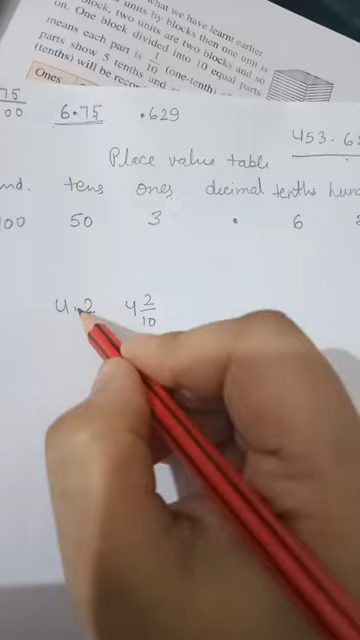 what we have learnt earlier
units by blocks then one unit is
block, two units are two blocks and so
on. One block divided into 10 equal parts
means each part is 1/10 (one-tenth) of
parts show 5 tenths and
(tenths) will be
Ones
75
00
6.75
.629
453.6
Place value table
tens ones decimal tenths
100 50 3 . 6
4.2 4 2/10